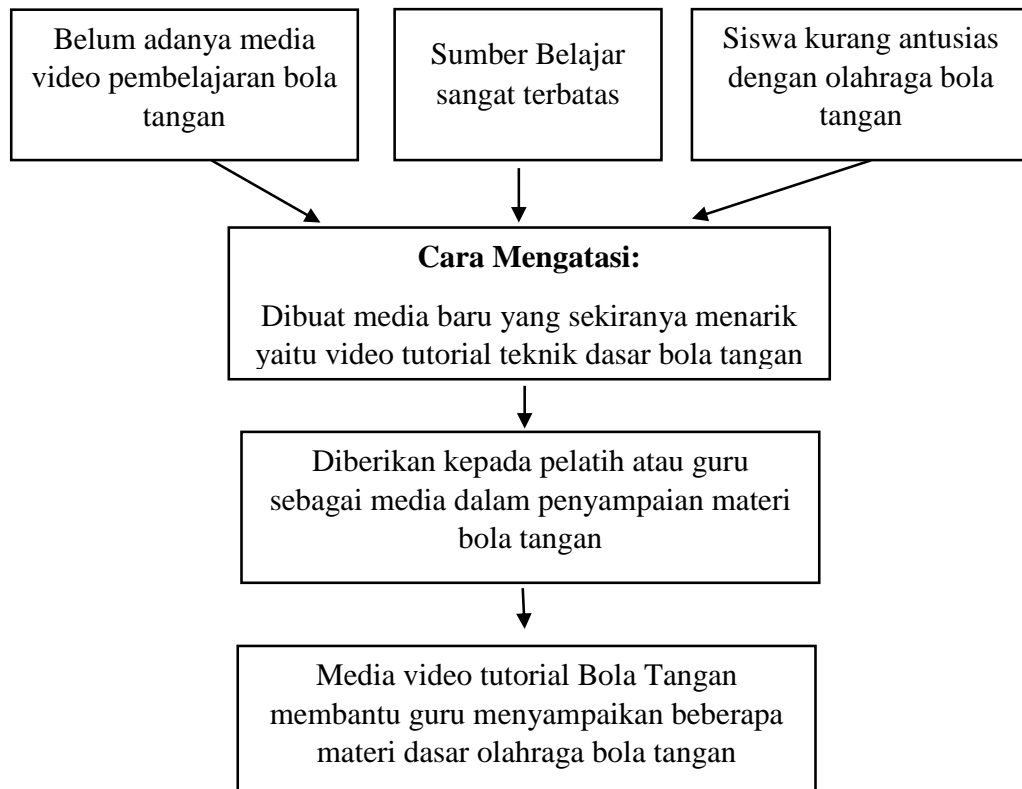 Belum adanya media
video pembelajaran bola
tangan
Sumber Belajar
sangat terbatas
Siswa kurang antusias
dengan olahraga bola
tangan
Cara Mengatasi:
Dibuat media baru yang sekiranya menarik
yaitu video tutorial teknik dasar bola tangan
Diberikan kepada pelatih atau guru
sebagai media dalam penyampaian materi
bola tangan
Media video tutorial Bola Tangan
membantu guru menyampaikan beberapa
materi dasar olahraga bola tangan